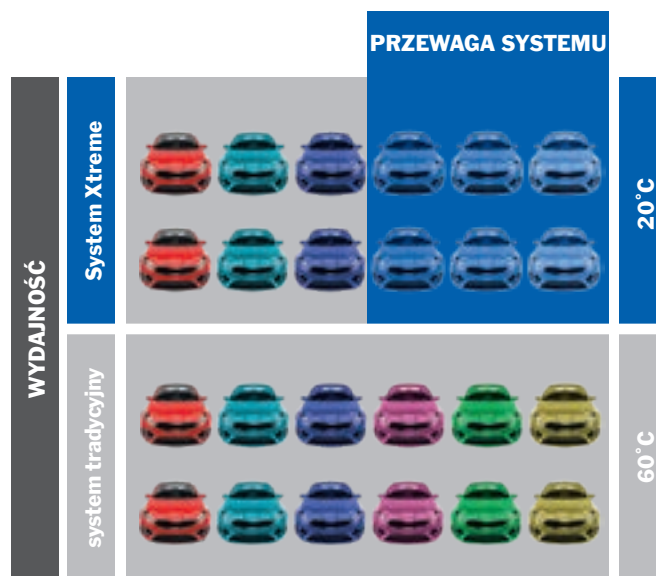 PRZEWAGA SYSTEMU
WYDAJNOŚĆ
System Xtreme
20°C
system tradycyjny
60°C